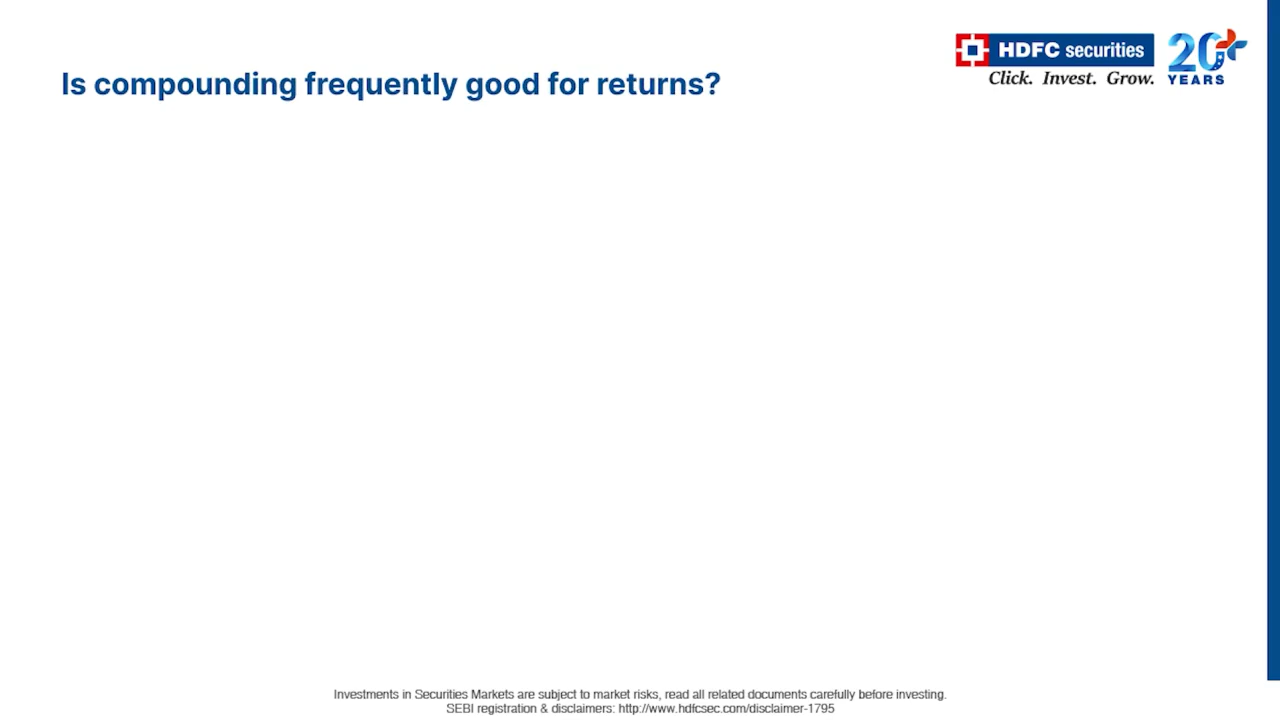 HDFC securities
Click. Invest. Grow.
20
YEARS
Is compounding frequently good for returns?
Investments in Securities Markets are subject to market risks, read all related documents carefully before investing.
SEBI registration & disclaimers: http://www.hdfcsec.com/disclaimer-1795